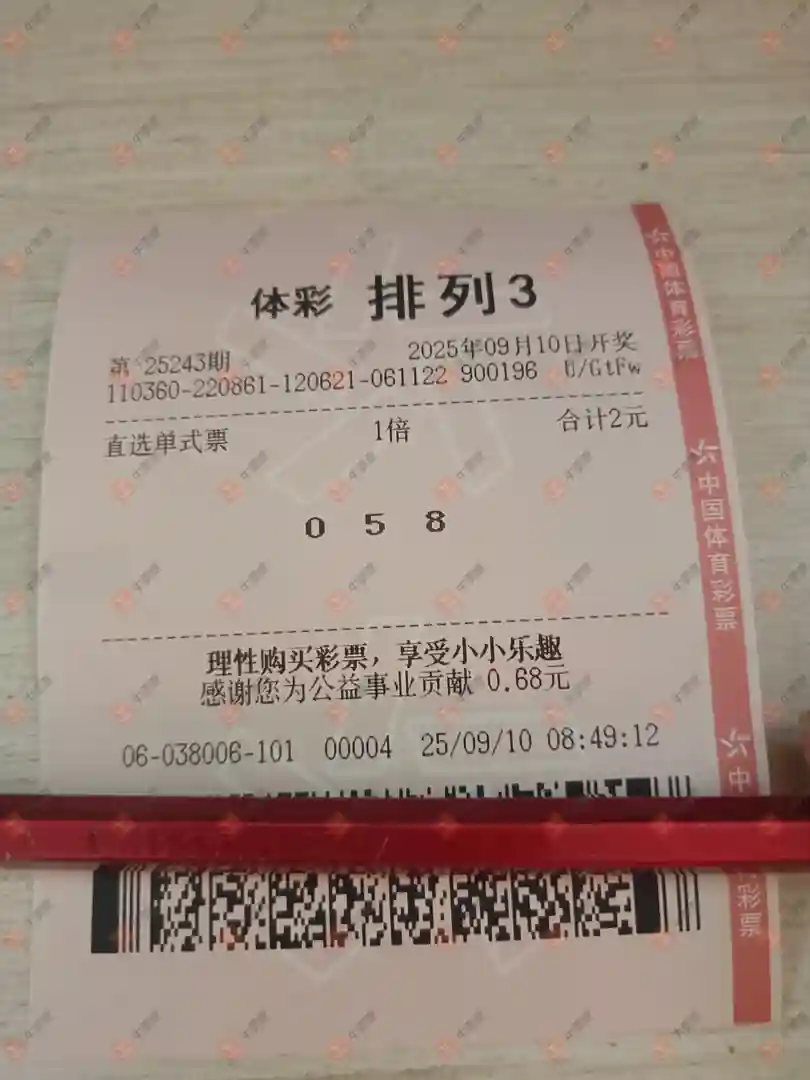 体彩 排列3
第 25243期 2025年09月10日开奖
110360-220861-120621-061122 900196 U/GtFw
直选单式票 1倍 合计2元
0 5 8
理性购买彩票，享受小小乐趣
感谢您为公益事业贡献 0.68元
06-038006-101 00004 25/09/10 08:49:12
中国体育彩票
中国体育彩票
中
彩票